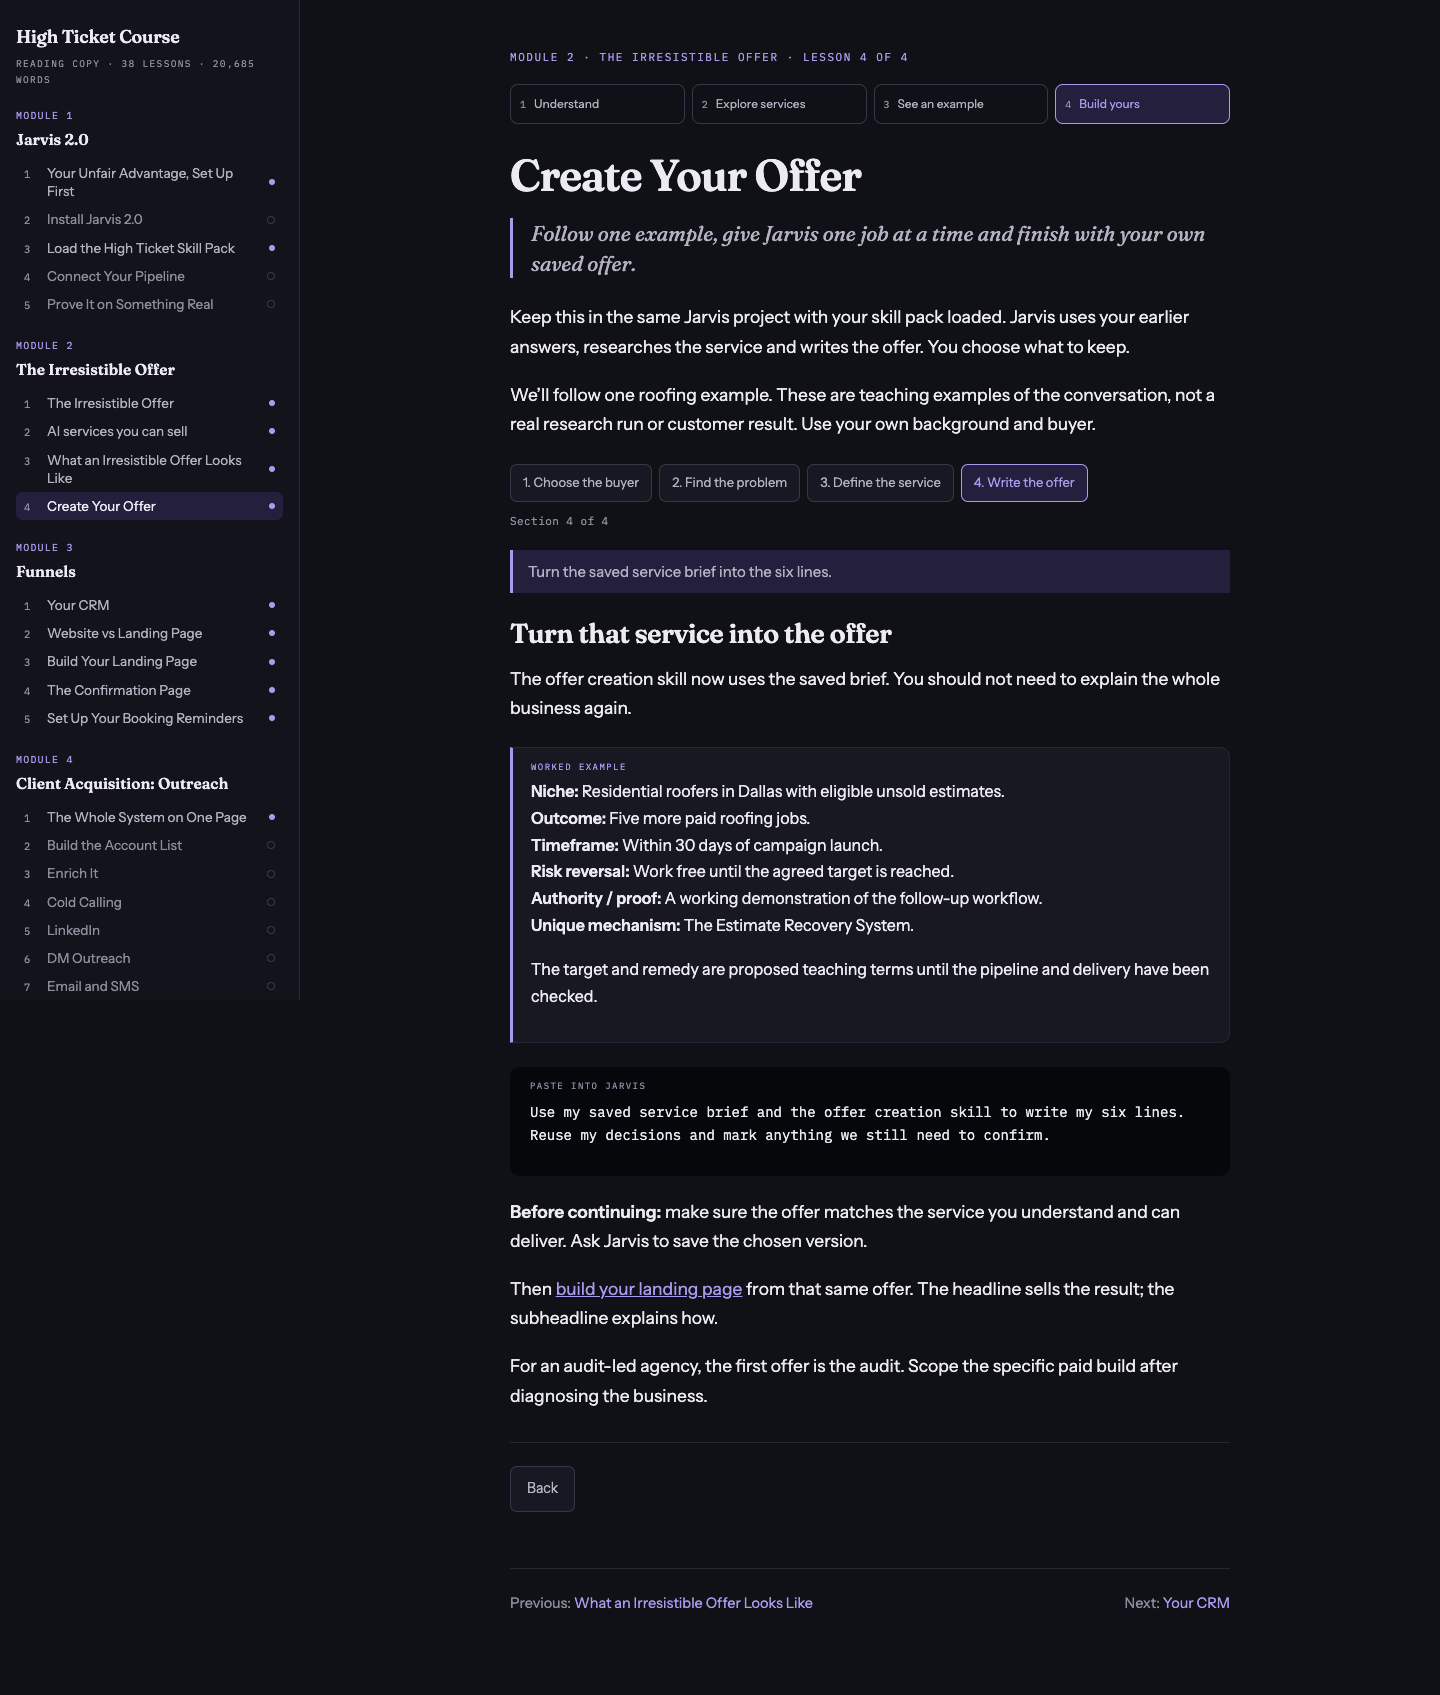 High Ticket Course
READING COPY · 38 LESSONS · 20,685
WORDS
MODULE 1
Jarvis 2.0
1 Your Unfair Advantage, Set Up
First
2 Install Jarvis 2.0
3 Load the High Ticket Skill Pack
4 Connect Your Pipeline
5 Prove It on Something Real
MODULE 2
The Irresistible Offer
1 The Irresistible Offer
2 AI services you can sell
3 What an Irresistible Offer Looks
Like
4 Create Your Offer
MODULE 3
Funnels
1 Your CRM
2 Website vs Landing Page
3 Build Your Landing Page
4 The Confirmation Page
5 Set Up Your Booking Reminders
MODULE 4
Client Acquisition: Outreach
1 The Whole System on One Page
2 Build the Account List
3 Enrich It
4 Cold Calling
5 LinkedIn
6 DM Outreach
7 Email and SMS
MODULE 2 · THE IRRESISTIBLE OFFER · LESSON 4 OF 4
1 Understand
2 Explore services
3 See an example
4 Build yours
Create Your Offer
Follow one example, give Jarvis one job at a time and finish with your own
saved offer.
Keep this in the same Jarvis project with your skill pack loaded. Jarvis uses your earlier
answers, researches the service and writes the offer. You choose what to keep.
We’ll follow one roofing example. These are teaching examples of the conversation, not a
real research run or customer result. Use your own background and buyer.
1. Choose the buyer
2. Find the problem
3. Define the service
4. Write the offer
Section 4 of 4
Turn the saved service brief into the six lines.
Turn that service into the offer
The offer creation skill now uses the saved brief. You should not need to explain the whole
business again.
WORKED EXAMPLE
Niche: Residential roofers in Dallas with eligible unsold estimates.
Outcome: Five more paid roofing jobs.
Timeframe: Within 30 days of campaign launch.
Risk reversal: Work free until the agreed target is reached.
Authority / proof: A working demonstration of the follow-up workflow.
Unique mechanism: The Estimate Recovery System.
The target and remedy are proposed teaching terms until the pipeline and delivery have been
checked.
PASTE INTO JARVIS
Use my saved service brief and the offer creation skill to write my six lines.
Reuse my decisions and mark anything we still need to confirm.
Before continuing: make sure the offer matches the service you understand and can
deliver. Ask Jarvis to save the chosen version.
Then build your landing page from that same offer. The headline sells the result; the
subheadline explains how.
For an audit-led agency, the first offer is the audit. Scope the specific paid build after
diagnosing the business.
Back
Previous: What an Irresistible Offer Looks Like
Next: Your CRM